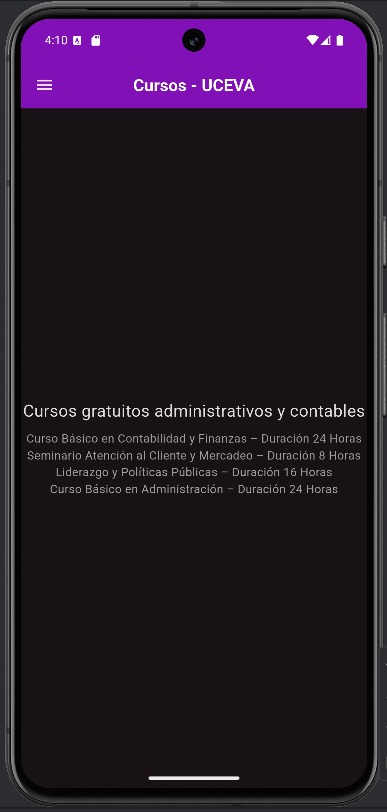 4:10
Cursos - UCEVA
Cursos gratuitos administrativos y contables
Curso Básico en Contabilidad y Finanzas – Duración 24 Horas
Seminario Atención al Cliente y Mercadeo – Duración 8 Horas
Liderazgo y Políticas Públicas – Duración 16 Horas
Curso Básico en Administración – Duración 24 Horas